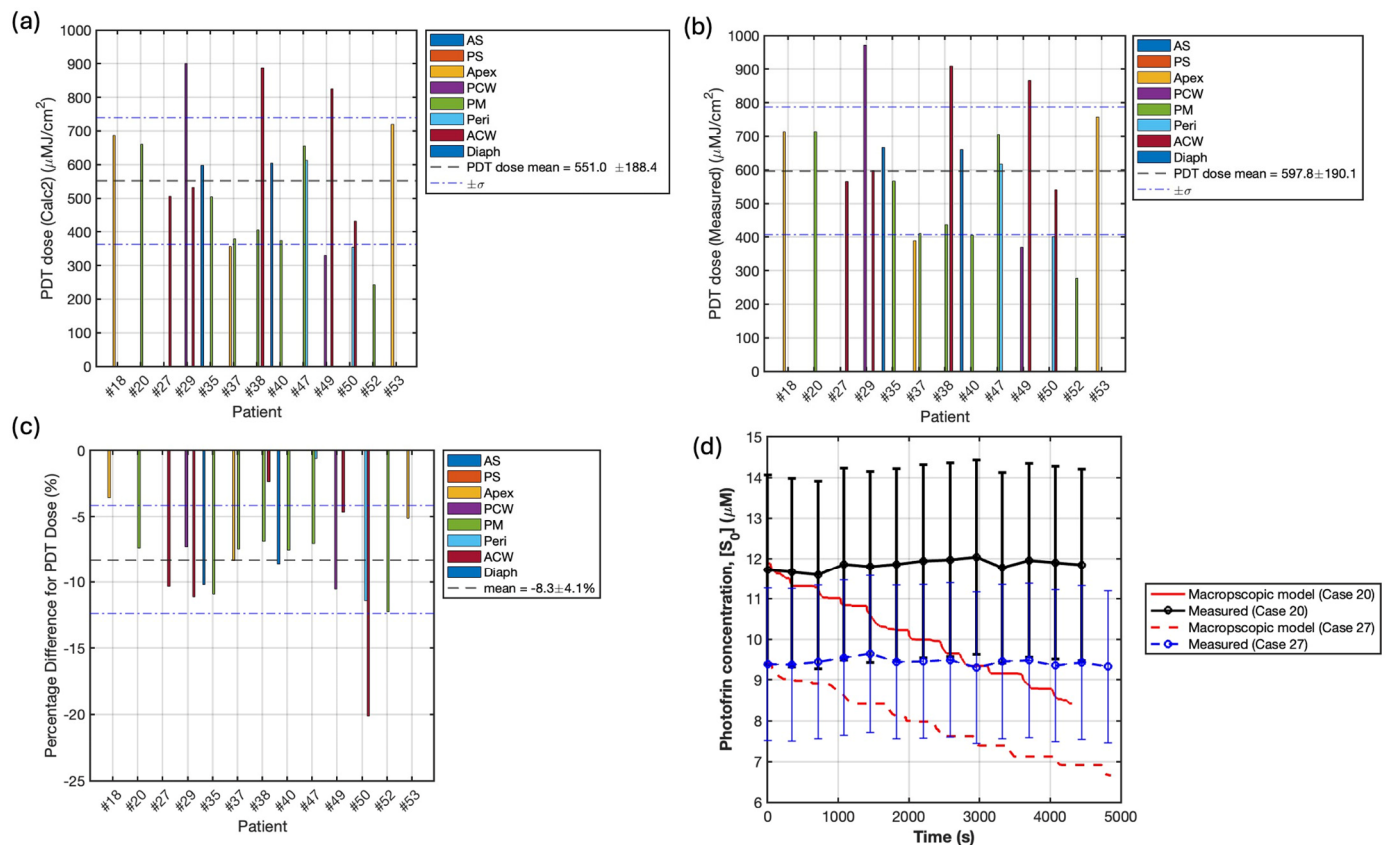 (a)
1000
900
800
700
600
500
400
300
200
100
0
PDT dose (Calc2) (μMJ/cm²)
#18 #20 #27 #29 #35 #37 #38 #40 #47 #49 #50 #52 #53
Patient
AS
PS
Apex
PCW
PM
Peri
ACW
Diaph
PDT dose mean = 551.0 ±188.4
±σ
(b)
1000
900
800
700
600
500
400
300
200
100
0
PDT dose (Measured) (μMJ/cm²)
#18 #20 #27 #29 #35 #37 #38 #40 #47 #49 #50 #52 #53
Patient
AS
PS
Apex
PCW
PM
Peri
ACW
Diaph
PDT dose mean = 597.8±190.1
±σ
(c)
0
-5
-10
-15
-20
-25
Percentage Difference for PDT Dose (%)
#18 #20 #27 #29 #35 #37 #38 #40 #47 #49 #50 #52 #53
Patient
AS
PS
Apex
PCW
PM
Peri
ACW
Diaph
mean = -8.3±4.1%
(d)
15
14
13
12
11
10
9
8
7
6
Photofrin concentration, [S₀] (μM)
0 1000 2000 3000 4000 5000
Time (s)
Macropscopic model (Case 20)
Measured (Case 20)
Macropscopic model (Case 27)
Measured (Case 27)